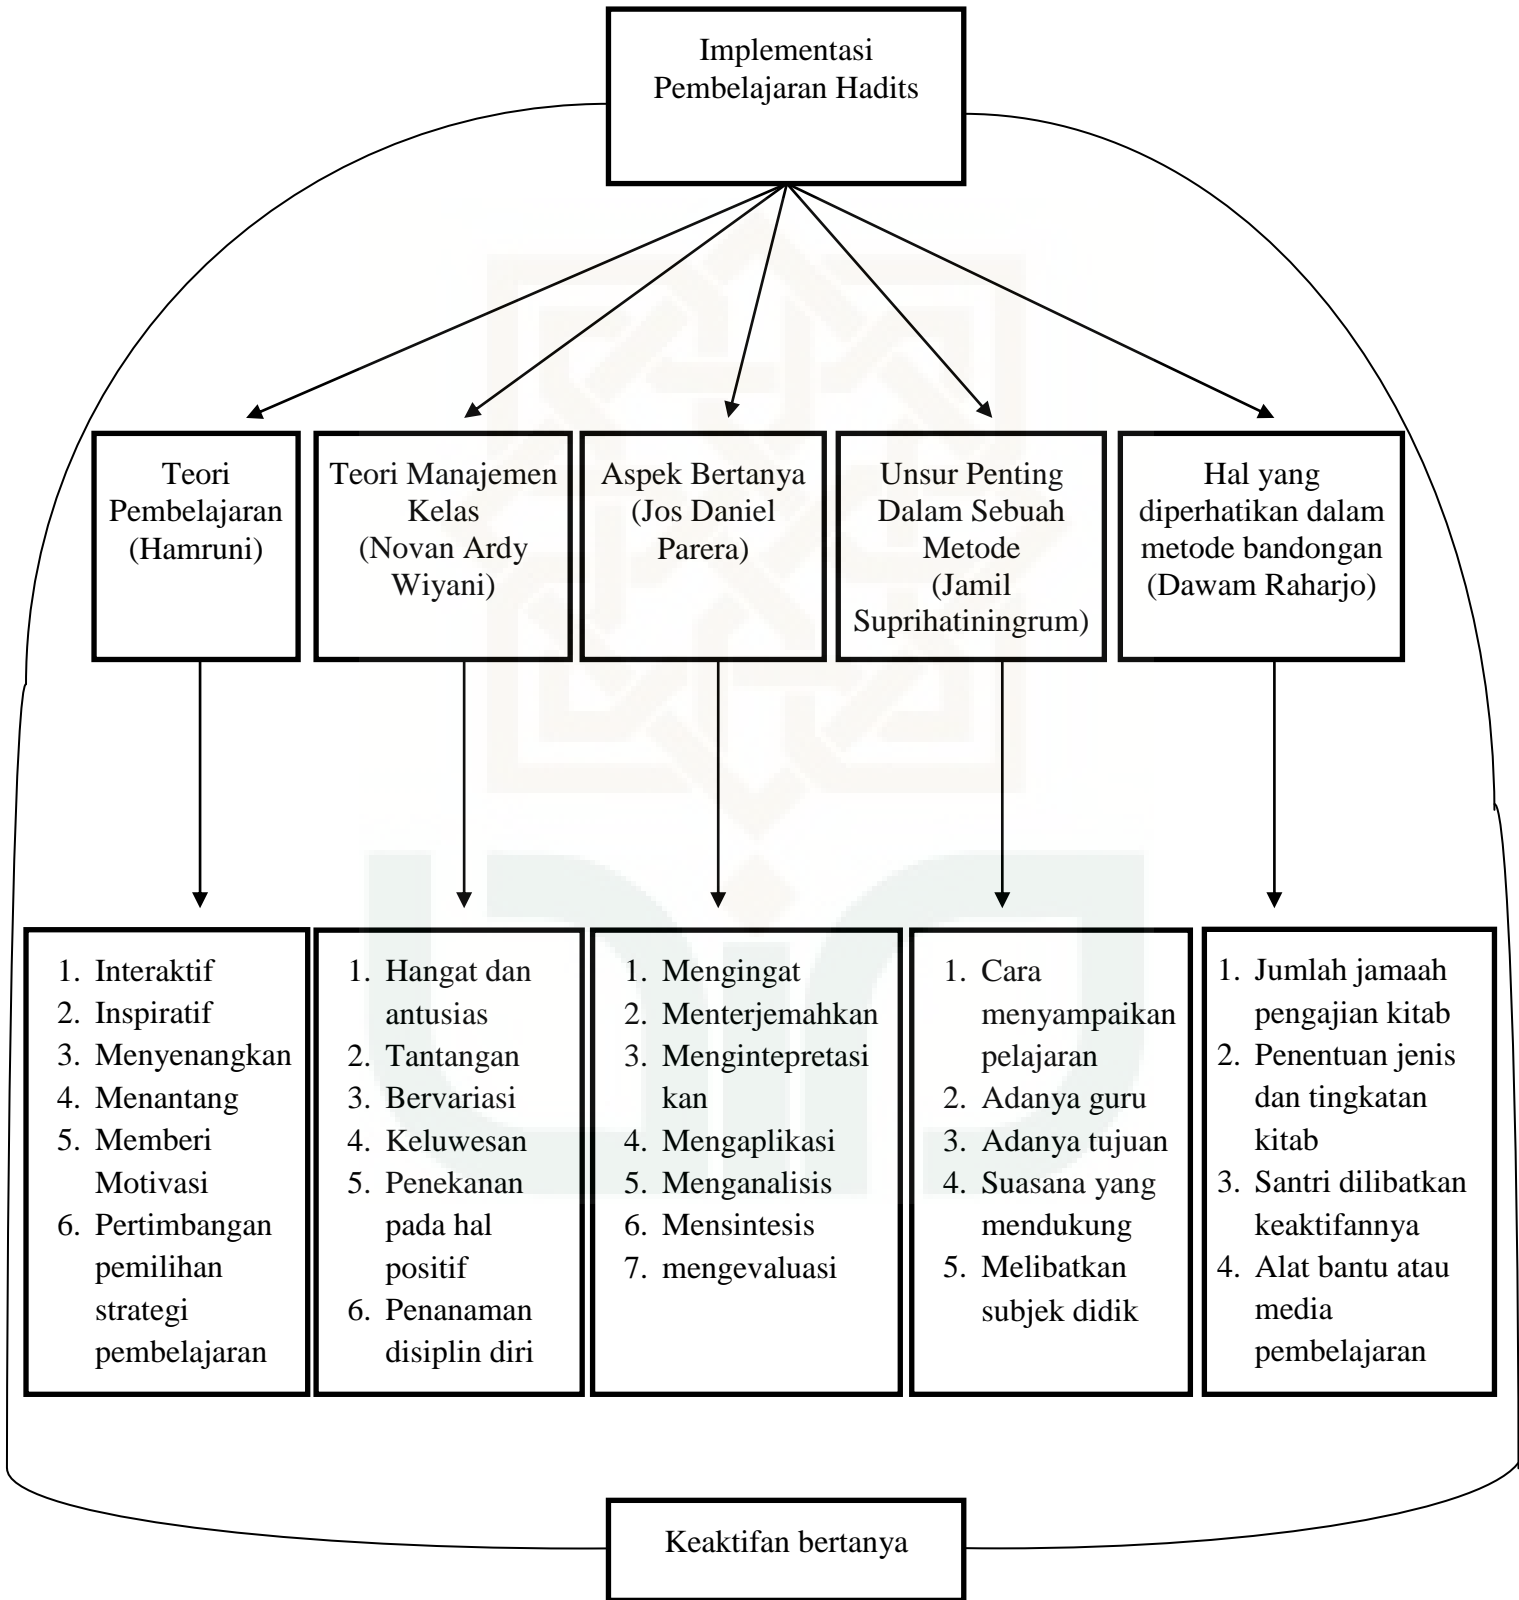 Implementasi
Pembelajaran Hadits
Teori
Pembelajaran
(Hamruni)
Teori Manajemen
Kelas
(Novan Ardy
Wiyani)
Aspek Bertanya
(Jos Daniel
Parera)
Unsur Penting
Dalam Sebuah
Metode
(Jamil
Suprihatiningrum)
Hal yang
diperhatikan dalam
metode bandongan
(Dawam Raharjo)
1. Interaktif
2. Inspiratif
3. Menyenangkan
4. Menantang
5. Memberi
Motivasi
6. Pertimbangan
pemilihan
strategi
pembelajaran
1. Hangat dan
antusias
2. Tantangan
3. Bervariasi
4. Keluwesan
5. Penekanan
pada hal
positif
6. Penanaman
disiplin diri
1. Mengingat
2. Menterjemahkan
3. Mengintepretasi
kan
4. Mengaplikasi
5. Menganalisis
6. Mensintesis
7. mengevaluasi
1. Cara
menyampaikan
pelajaran
2. Adanya guru
3. Adanya tujuan
4. Suasana yang
mendukung
5. Melibatkan
subjek didik
1. Jumlah jamaah
pengajian kitab
2. Penentuan jenis
dan tingkatan
kitab
3. Santri dilibatkan
keaktifannya
4. Alat bantu atau
media
pembelajaran
Keaktifan bertanya